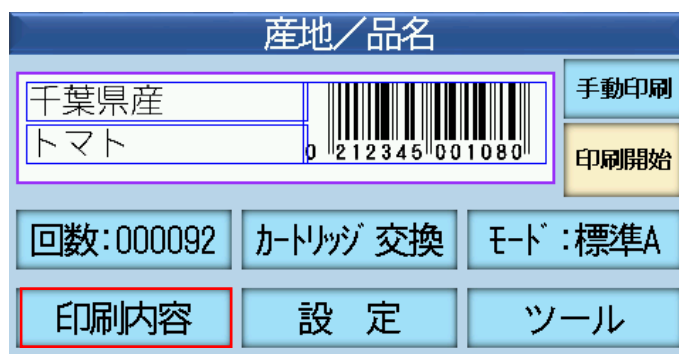 産地／品名
千葉県産
トマト
0 212345 001080
手動印刷
印刷開始
回数:000092
ｶｰﾄﾘｯｼﾞ 交換
ﾓｰﾄﾞ:標準A
印刷内容
設 定
ツール